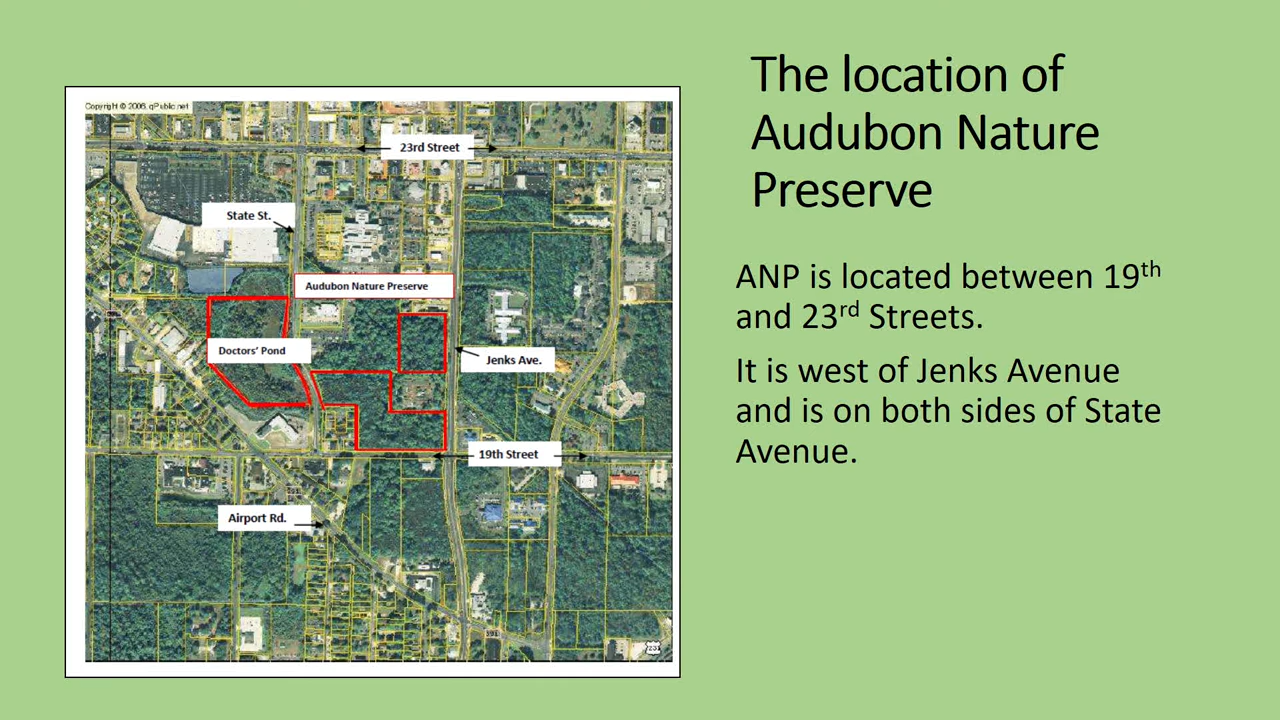 The location of
Audubon Nature
Preserve
ANP is located between 19th
and 23rd Streets.
It is west of Jenks Avenue
and is on both sides of State
Avenue.
Copyright © 2006, qPublic.net
23rd Street
State St.
Audubon Nature Preserve
Doctors' Pond
Jenks Ave.
19th Street
Airport Rd.
391
231